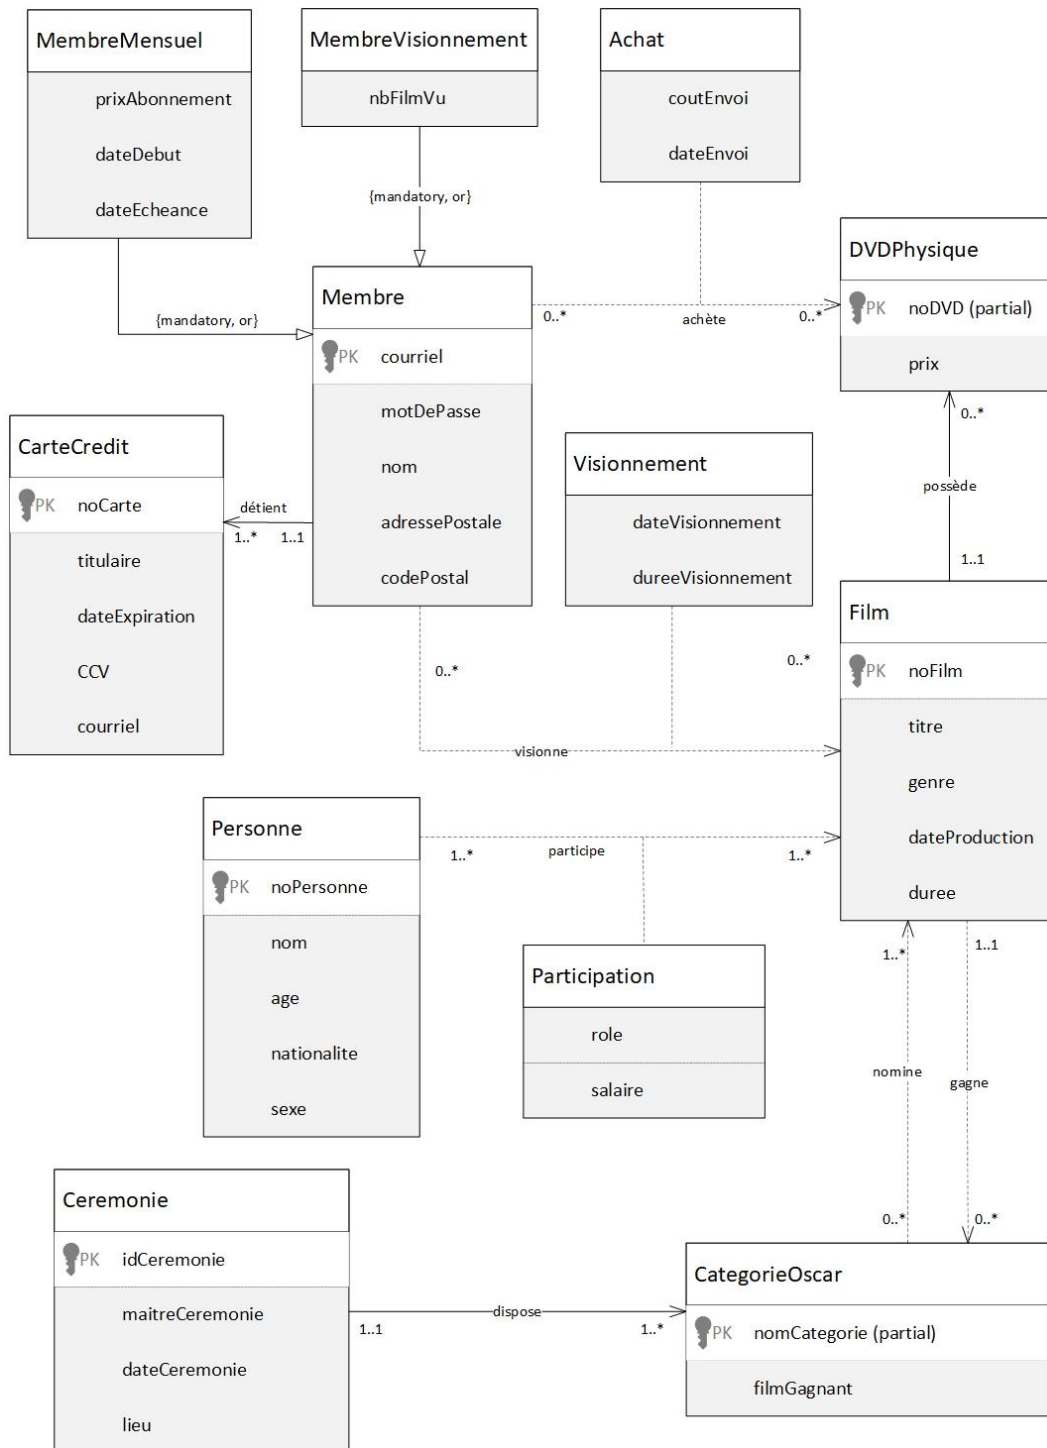 MembreMensuel
prixAbonnement
dateDebut
dateEcheance
MembreVisionnement
nbFilmVu
Achat
coutEnvoi
dateEnvoi
{mandatory, or}
{mandatory, or}
Membre
PK courriel
motDePasse
nom
adressePostale
codePostal
0..*
achète
0..*
DVDPhysique
PK noDVD (partial)
prix
0..*
possède
1..1
CarteCredit
PK noCarte
titulaire
dateExpiration
CCV
courriel
détient
1..*
1..1
Visionnement
dateVisionnement
dureeVisionnement
0..*
0..*
visionne
Film
PK noFilm
titre
genre
dateProduction
duree
Personne
PK noPersonne
nom
age
nationalite
sexe
1..*
participe
1..*
Participation
role
salaire
1..*
1..1
nomine
gagne
0..*
0..*
Ceremonie
PK idCeremonie
maitreCeremonie
dateCeremonie
lieu
1..1
dispose
1..*
CategorieOscar
PK nomCategorie (partial)
filmGagnant